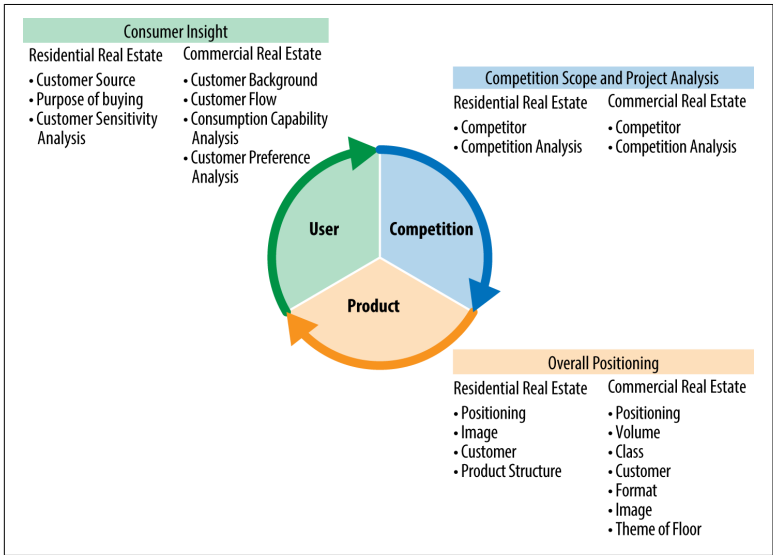 Consumer Insight
Residential Real Estate
• Customer Source
• Purpose of buying
• Customer Sensitivity
Analysis
Commercial Real Estate
• Customer Background
• Customer Flow
• Consumption Capability
Analysis
• Customer Preference
Analysis
Competition Scope and Project Analysis
Residential Real Estate
• Competitor
• Competition Analysis
Commercial Real Estate
• Competitor
• Competition Analysis
User
Competition
Product
Overall Positioning
Residential Real Estate
• Positioning
• Image
• Customer
• Product Structure
Commercial Real Estate
• Positioning
• Volume
• Class
• Customer
• Format
• Image
• Theme of Floor